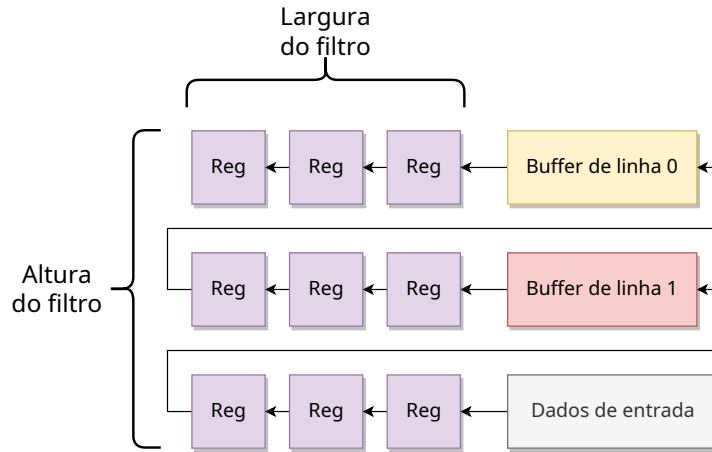 Largura
do filtro
Reg
Reg
Reg
Buffer de linha 0
Altura
do filtro
Reg
Reg
Reg
Buffer de linha 1
Reg
Reg
Reg
Dados de entrada